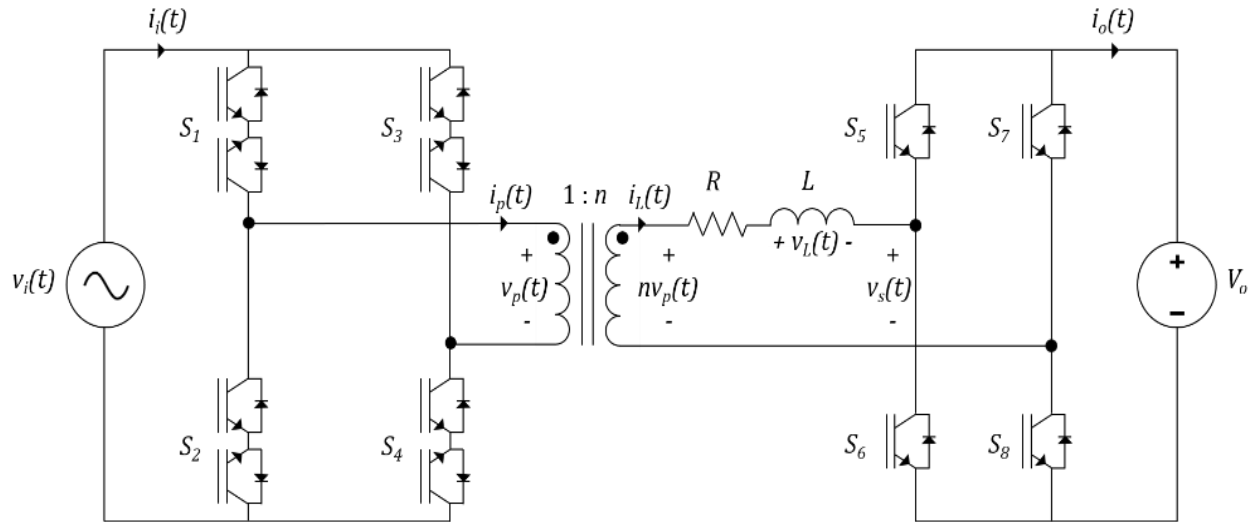 i_i(t)
i_o(t)
S_1
S_3
S_5
S_7
i_p(t)
1 : n
i_L(t)
R
L
+ v_L(t) -
+
+
+
+
v_i(t)
v_p(t)
nv_p(t)
v_s(t)
V_o
-
-
-
-
S_2
S_4
S_6
S_8